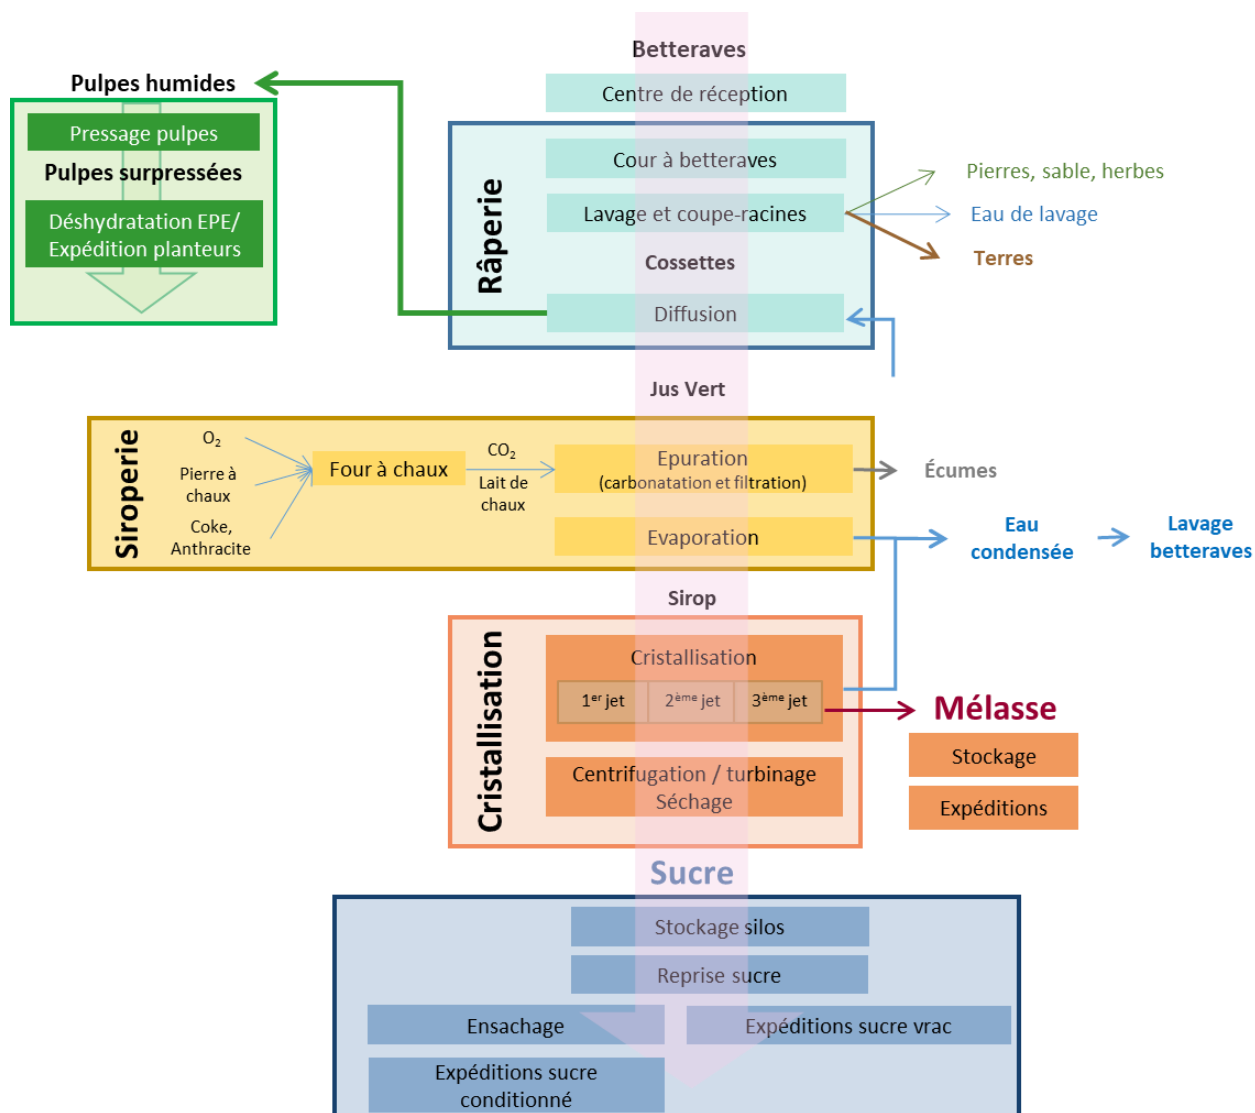 Betteraves
Centre de réception
Pulpes humides
Pressage pulpes
Pulpes surpressées
Déshydratation EPE/
Expédition planteurs
Râperie
Cour à betteraves
Lavage et coupe-racines
Cossettes
Diffusion
Pierres, sable, herbes
Eau de lavage
Terres
Jus Vert
Siroperie
O₂
Pierre à
chaux
Coke,
Anthracite
Four à chaux
CO₂
Lait de
chaux
Epuration
(carbonatation et filtration)
Écumes
Evaporation
Eau
condensée
Lavage
betteraves
Sirop
Cristallisation
Cristallisation
1er jet
2ème jet
3ème jet
Mélasse
Stockage
Expéditions
Centrifugation / turbinage
Séchage
Sucre
Stockage silos
Reprise sucre
Ensachage
Expéditions sucre vrac
Expéditions sucre
conditionné